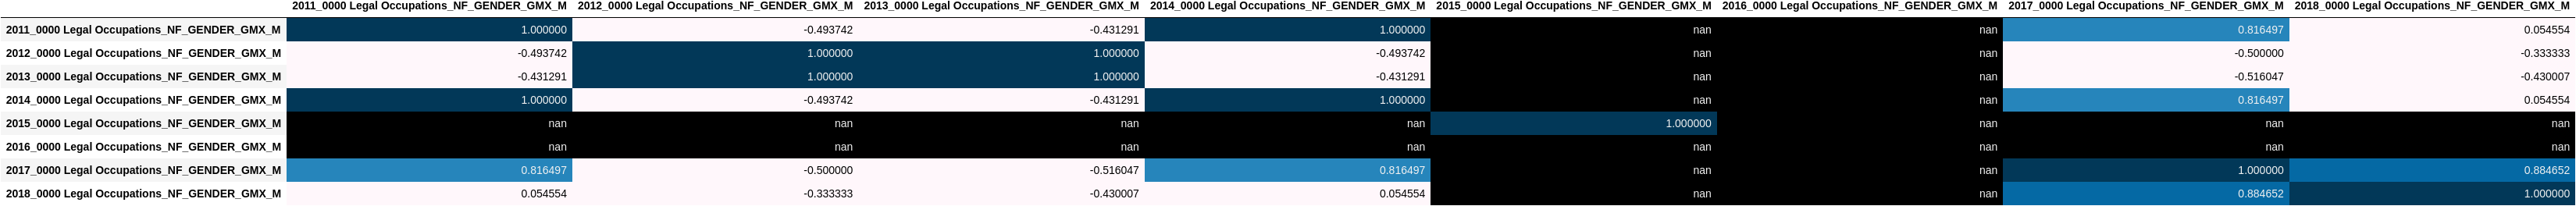 2011_0000 Legal Occupations_NF_GENDER_GMX_M 2012_0000 Legal Occupations_NF_GENDER_GMX_M 2013_0000 Legal Occupations_NF_GENDER_GMX_M 2014_0000 Legal Occupations_NF_GENDER_GMX_M 2015_0000 Legal Occupations_NF_GENDER_GMX_M 2016_0000 Legal Occupations_NF_GENDER_GMX_M 2017_0000 Legal Occupations_NF_GENDER_GMX_M 2018_0000 Legal Occupations_NF_GENDER_GMX_M
2011_0000 Legal Occupations_NF_GENDER_GMX_M 1.000000 -0.493742 -0.431291 1.000000 nan nan 0.816497 0.054554
2012_0000 Legal Occupations_NF_GENDER_GMX_M -0.493742 1.000000 1.000000 -0.493742 nan nan -0.500000 -0.333333
2013_0000 Legal Occupations_NF_GENDER_GMX_M -0.431291 1.000000 1.000000 -0.431291 nan nan -0.516047 -0.430007
2014_0000 Legal Occupations_NF_GENDER_GMX_M 1.000000 -0.493742 -0.431291 1.000000 nan nan 0.816497 0.054554
2015_0000 Legal Occupations_NF_GENDER_GMX_M nan nan nan nan 1.000000 nan nan nan
2016_0000 Legal Occupations_NF_GENDER_GMX_M nan nan nan nan nan nan nan nan
2017_0000 Legal Occupations_NF_GENDER_GMX_M 0.816497 -0.500000 -0.516047 0.816497 nan nan 1.000000 0.884652
2018_0000 Legal Occupations_NF_GENDER_GMX_M 0.054554 -0.333333 -0.430007 0.054554 nan nan 0.884652 1.000000